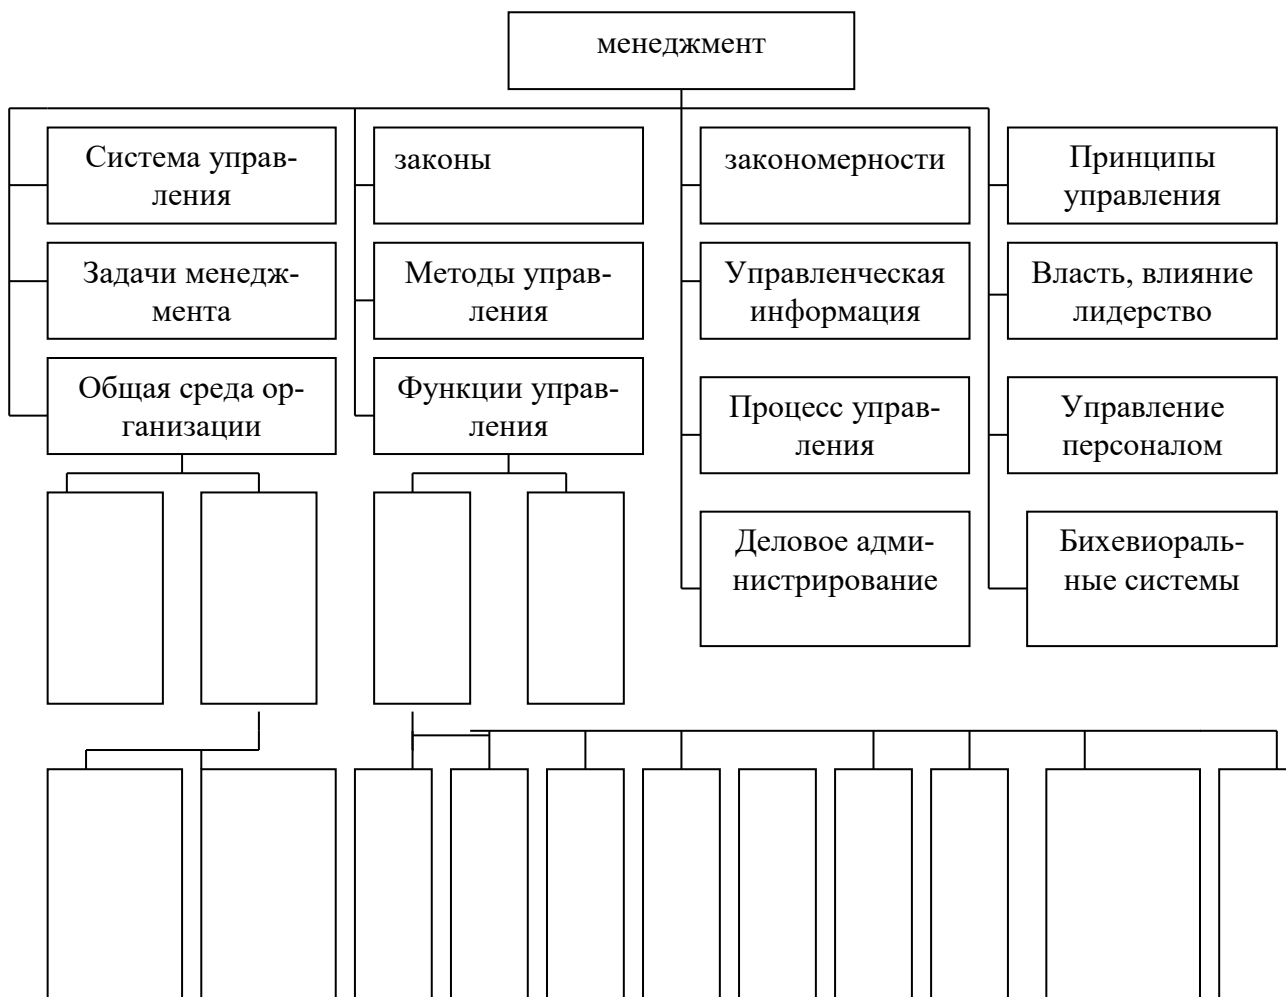 менеджмент
Система управ-
ления
законы
закономерности
Принципы
управления
Задачи менедж-
мента
Методы управ-
ления
Управленческая
информация
Власть, влияние
лидерство
Общая среда ор-
ганизации
Функции управ-
ления
Процесс управ-
ления
Управление
персоналом
Деловое адми-
нистрирование
Бихевиораль-
ные системы